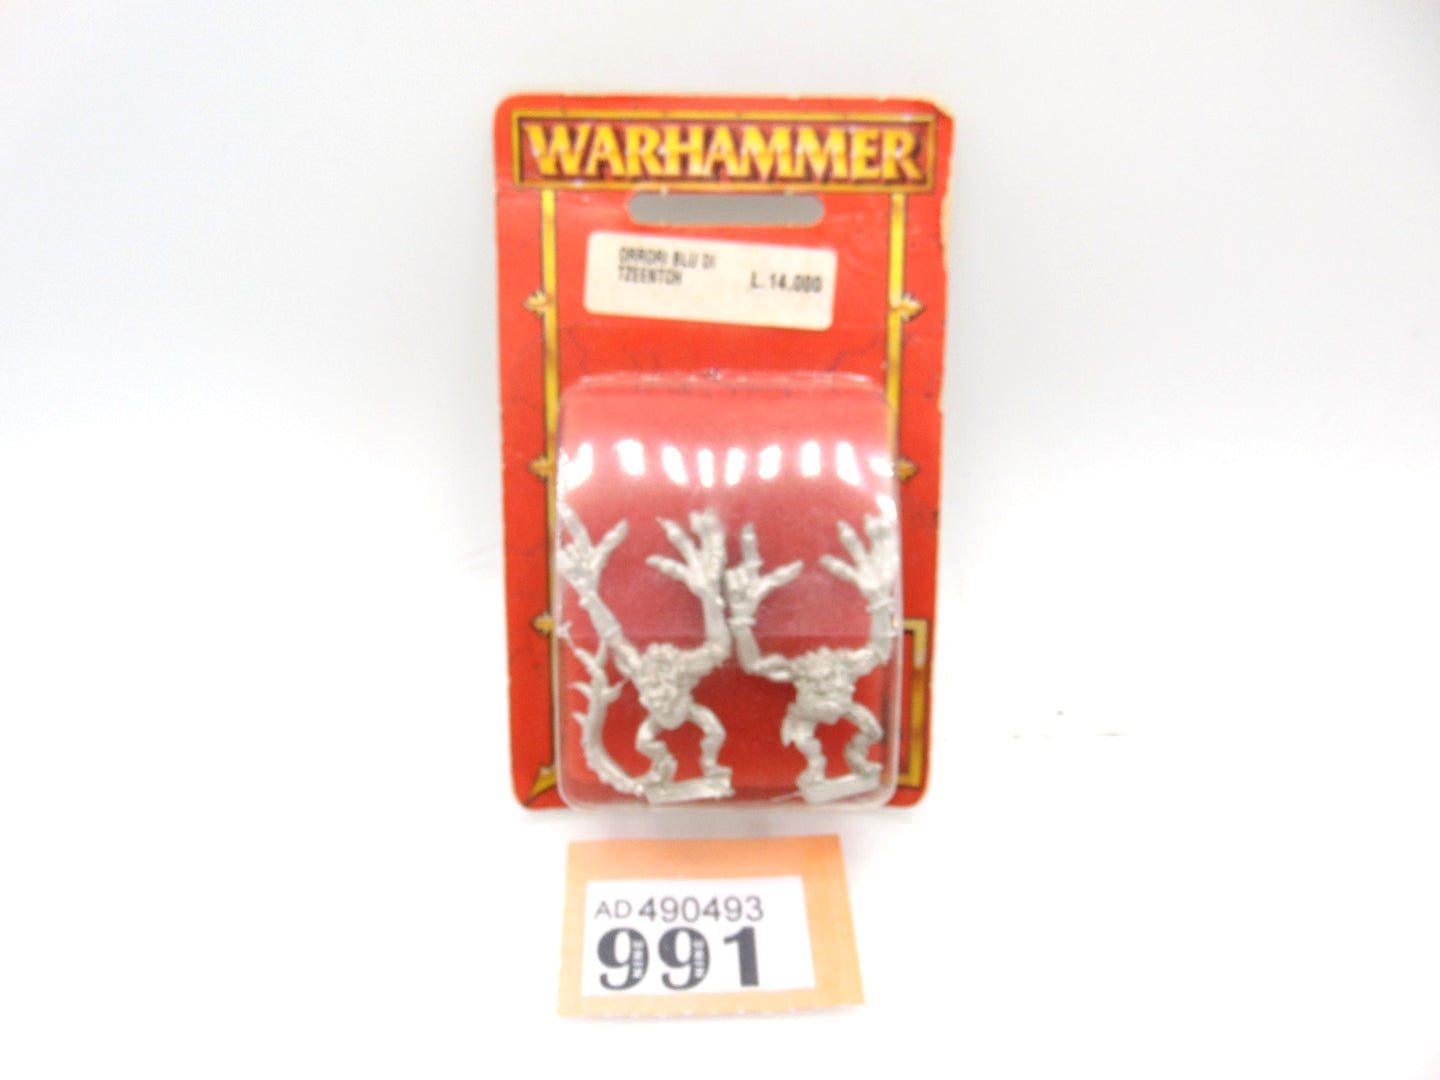 WARHAMMER
ORRORI BLU DI
TZEENTCH L.14.000
AD 490493
991